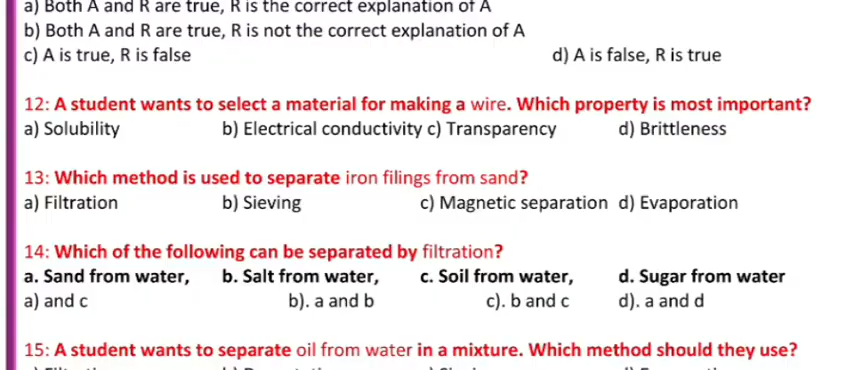 a) Both A and R are true, R is the correct explanation of A
b) Both A and R are true, R is not the correct explanation of A
c) A is true, R is false d) A is false, R is true
12: A student wants to select a material for making a wire. Which property is most important?
a) Solubility b) Electrical conductivity c) Transparency d) Brittleness
13: Which method is used to separate iron filings from sand?
a) Filtration b) Sieving c) Magnetic separation d) Evaporation
14: Which of the following can be separated by filtration?
a. Sand from water, b. Salt from water, c. Soil from water, d. Sugar from water
a) and c b). a and b c). b and c d). a and d
15: A student wants to separate oil from water in a mixture. Which method should they use?